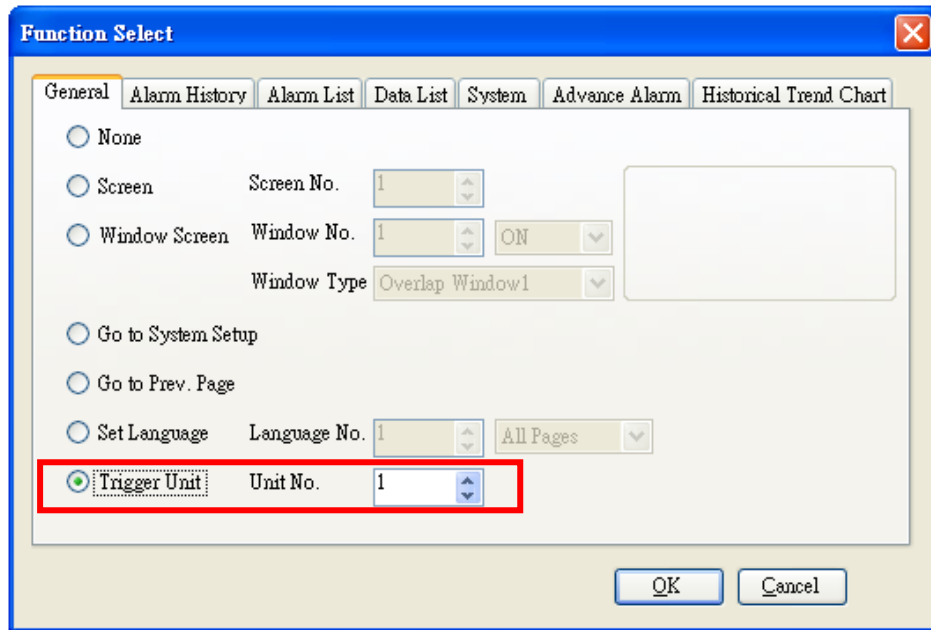 Function Select
General Alarm History Alarm List Data List System Advance Alarm Historical Trend Chart
None
Screen Screen No. 1
Window Screen Window No. 1 ON
Window Type Overlap Window1
Go to System Setup
Go to Prev. Page
Set Language Language No. 1 All Pages
Trigger Unit Unit No. 1
OK Cancel